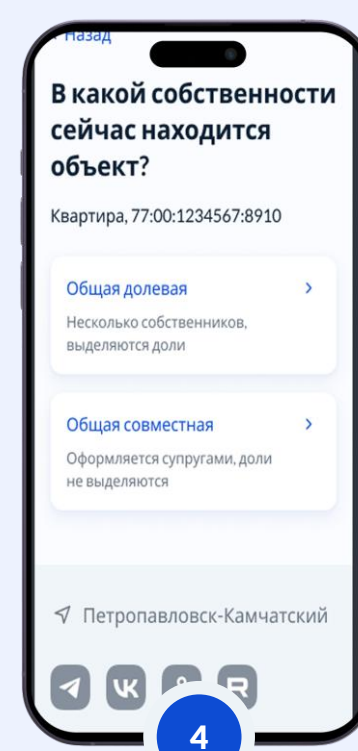 Назад
В какой собственности
сейчас находится
объект?
Квартира, 77:00:1234567:8910
Общая долевая
Несколько собственников,
выделяются доли
Общая совместная
Оформляется супругами, доли
не выделяются
Петропавловск-Камчатский
4